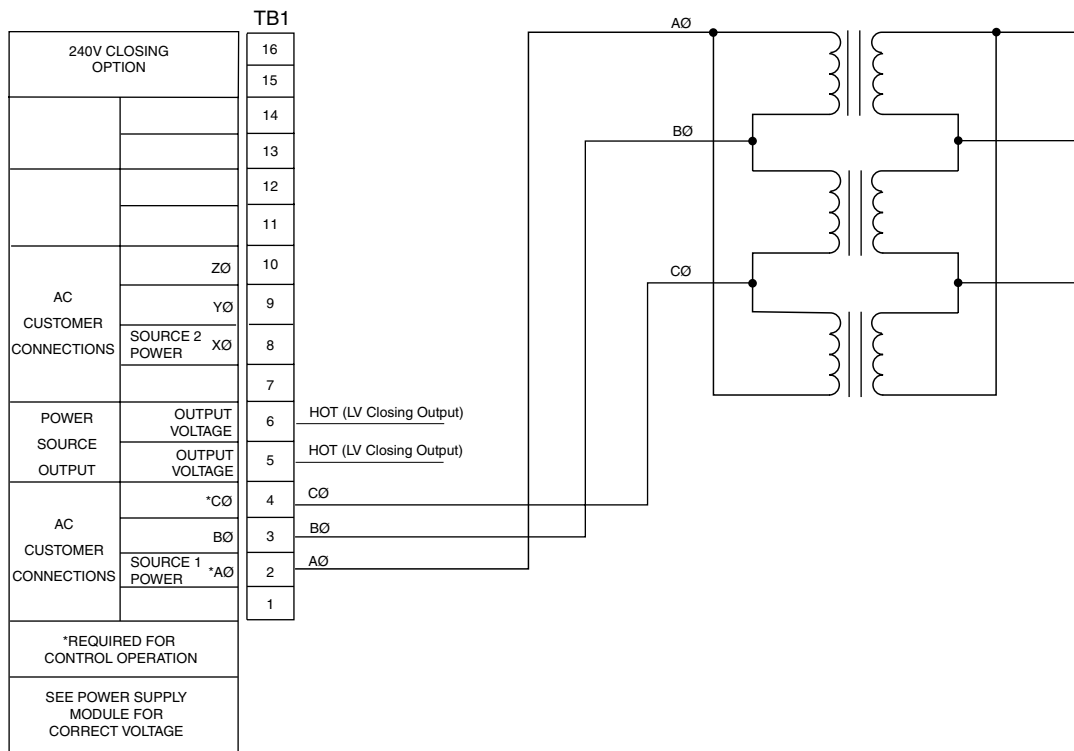 TB1
240V CLOSING
OPTION
16
15
14
13
12
11
AC
CUSTOMER
CONNECTIONS
ZØ
10
YØ
9
SOURCE 2
POWER
XØ
8
7
POWER
SOURCE
OUTPUT
OUTPUT
VOLTAGE
6
HOT (LV Closing Output)
OUTPUT
VOLTAGE
5
HOT (LV Closing Output)
AC
CUSTOMER
CONNECTIONS
*CØ
4
CØ
BØ
3
BØ
SOURCE 1
POWER
*AØ
2
AØ
1
*REQUIRED FOR
CONTROL OPERATION
SEE POWER SUPPLY
MODULE FOR
CORRECT VOLTAGE
AØ
BØ
CØ